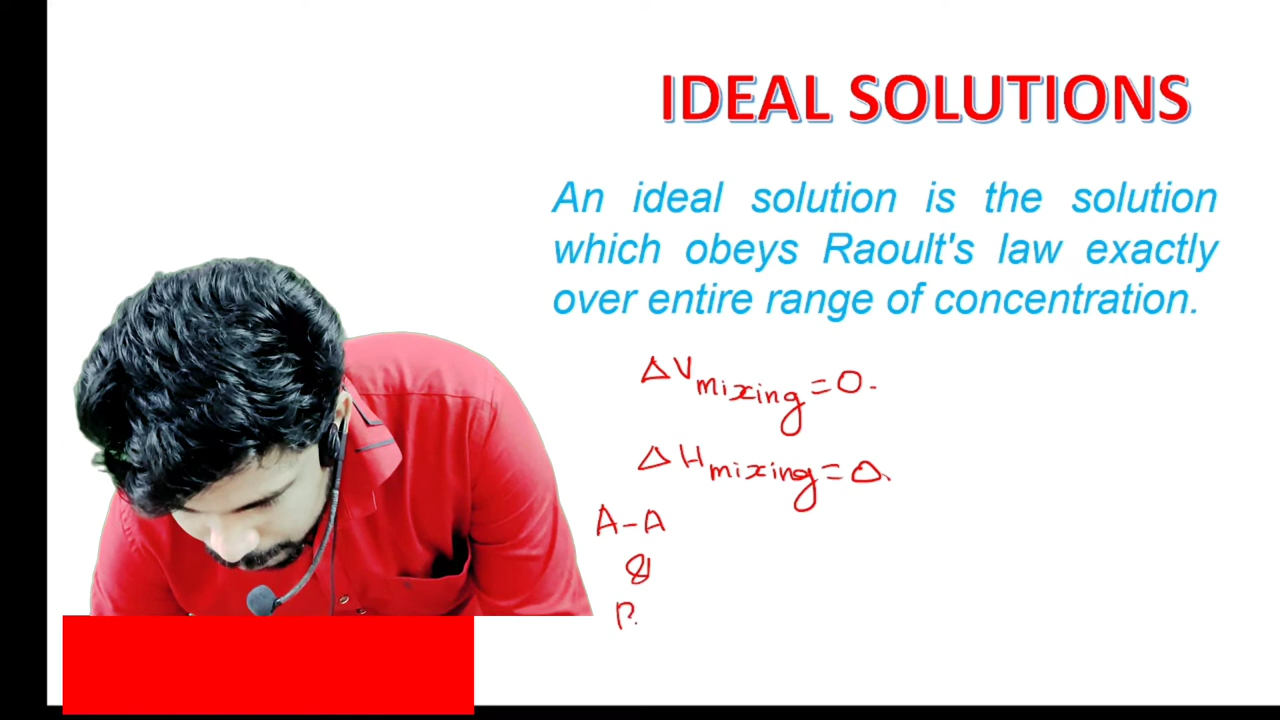 IDEAL SOLUTIONS
An ideal solution is the solution
which obeys Raoult's law exactly
over entire range of concentration.
ΔVmixing = 0.
ΔHmixing = 0.
A-A
&